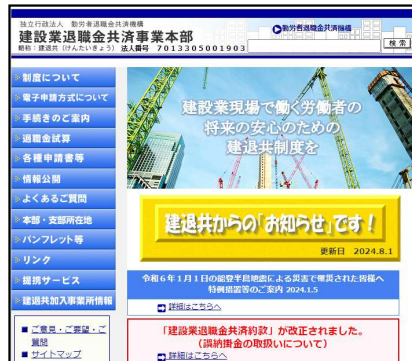 独立行政法人 勤労者退職金共済機構
建設業退職金共済事業本部
略称:建退共(けんたいきょう) 法人番号 7013305001903
勤労者退職金共済機構
検索
制度について
電子申請方式について
手続きのご案内
退職金試算
各種申請書等
情報公開
よくあるご質問
本部・支部所在地
パンフレット等
リンク
提携サービス
建退共加入事業所情報
■ ご意見・ご要望・ご
質問
■ サイトマップ
建設業現場で働く労働者の
将来の安心のための
建退共制度を
建退共からの「お知らせ」です!
更新日 2024.8.1
令和6年1月1日の能登半島地震による災害で罹災された皆様へ
特例措置等のご案内 2024.1.5
詳細はこちらへ
「建設業退職金共済約款」が改正されました。
(誤納掛金の取扱いについて)
詳細はこちらへ